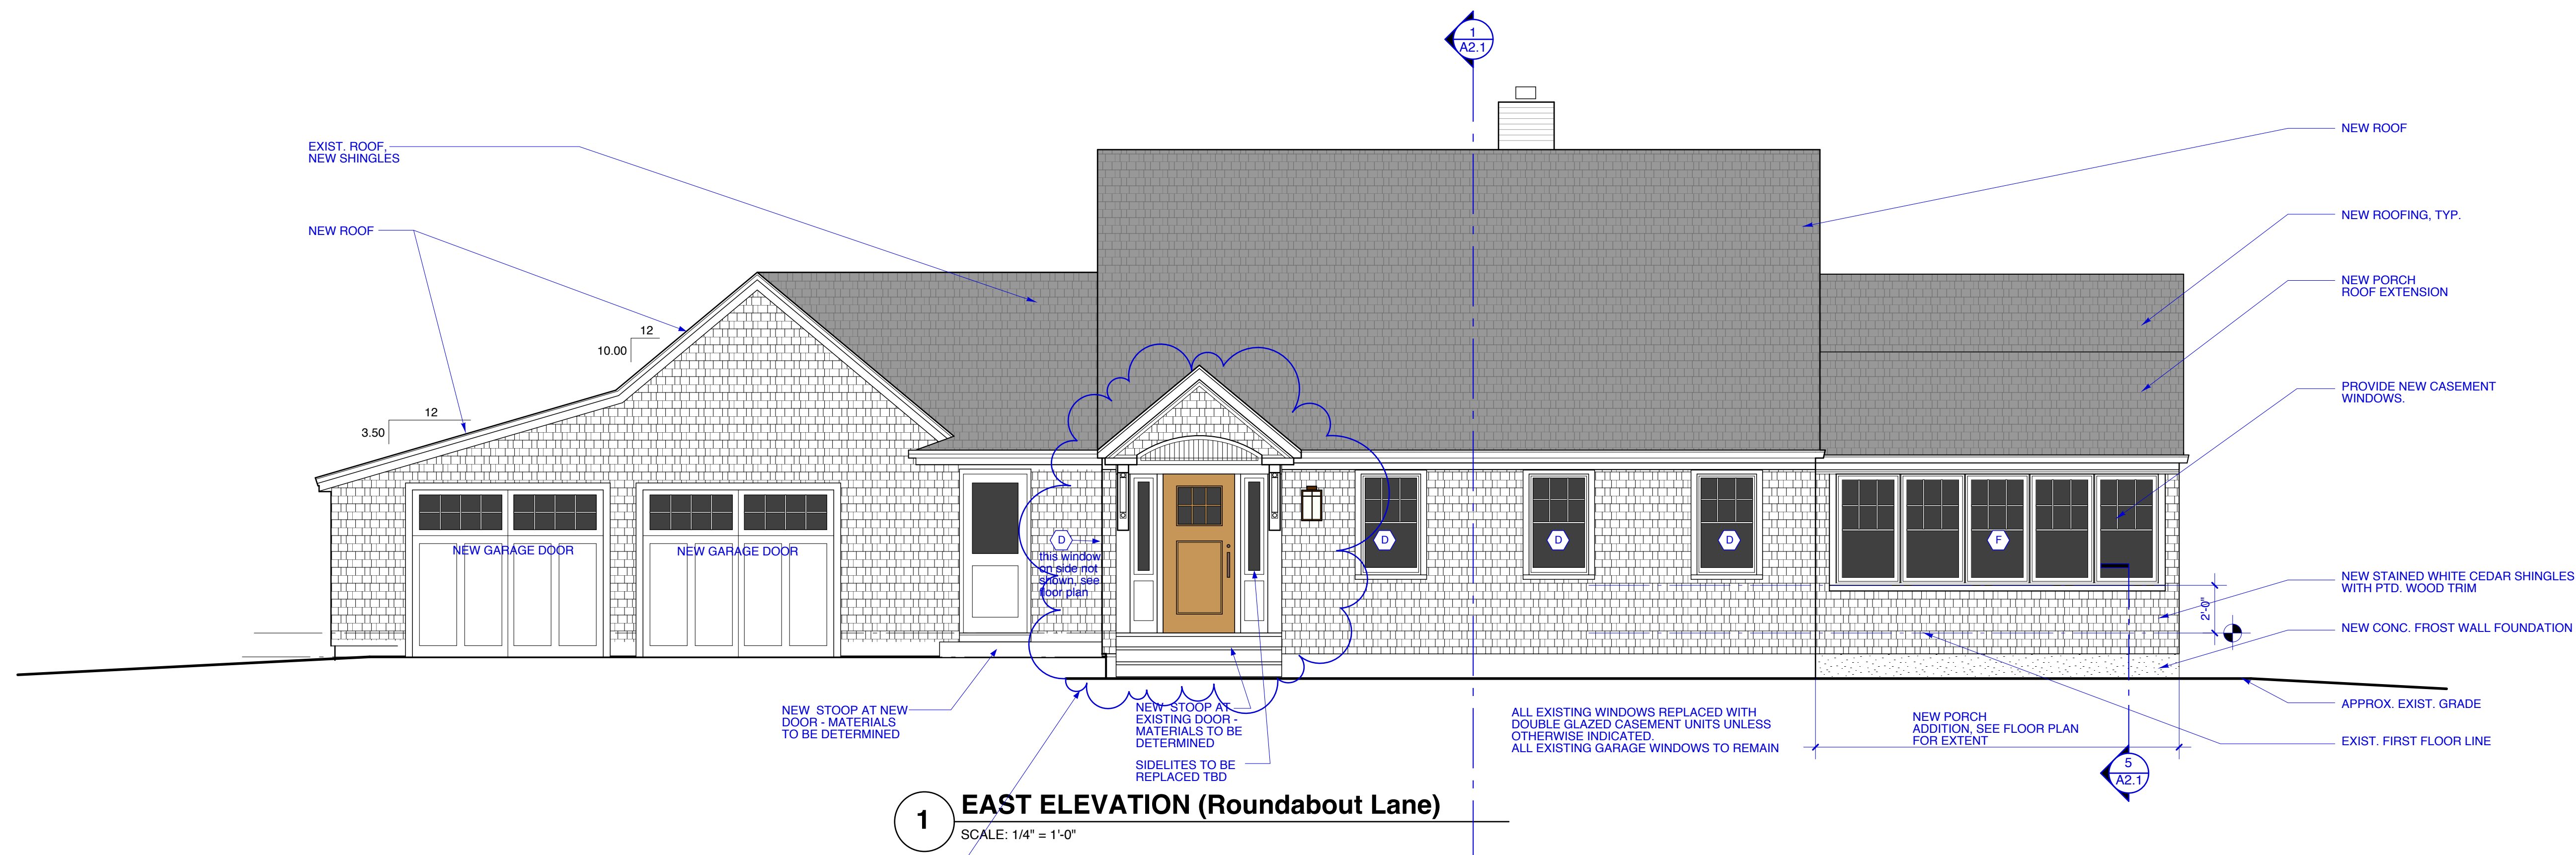 1
A2.1
EXIST. ROOF,
NEW SHINGLES
NEW ROOF
NEW ROOF
12
10.00
12
3.50
NEW ROOFING, TYP.
NEW PORCH
ROOF EXTENSION
PROVIDE NEW CASEMENT
WINDOWS.
NEW GARAGE DOOR
NEW GARAGE DOOR
D
this window
on side not
shown, see
floor plan
D
D
D
F
NEW STAINED WHITE CEDAR SHINGLES
WITH PTD. WOOD TRIM
2'-0"
NEW CONC. FROST WALL FOUNDATION
APPROX. EXIST. GRADE
EXIST. FIRST FLOOR LINE
NEW STOOP AT NEW
DOOR - MATERIALS
TO BE DETERMINED
NEW STOOP AT
EXISTING DOOR -
MATERIALS TO BE
DETERMINED
SIDELITES TO BE
REPLACED TBD
ALL EXISTING WINDOWS REPLACED WITH
DOUBLE GLAZED CASEMENT UNITS UNLESS
OTHERWISE INDICATED.
ALL EXISTING GARAGE WINDOWS TO REMAIN
NEW PORCH
ADDITION, SEE FLOOR PLAN
FOR EXTENT
5
A2.1
1
EAST ELEVATION (Roundabout Lane)
SCALE: 1/4" = 1'-0"